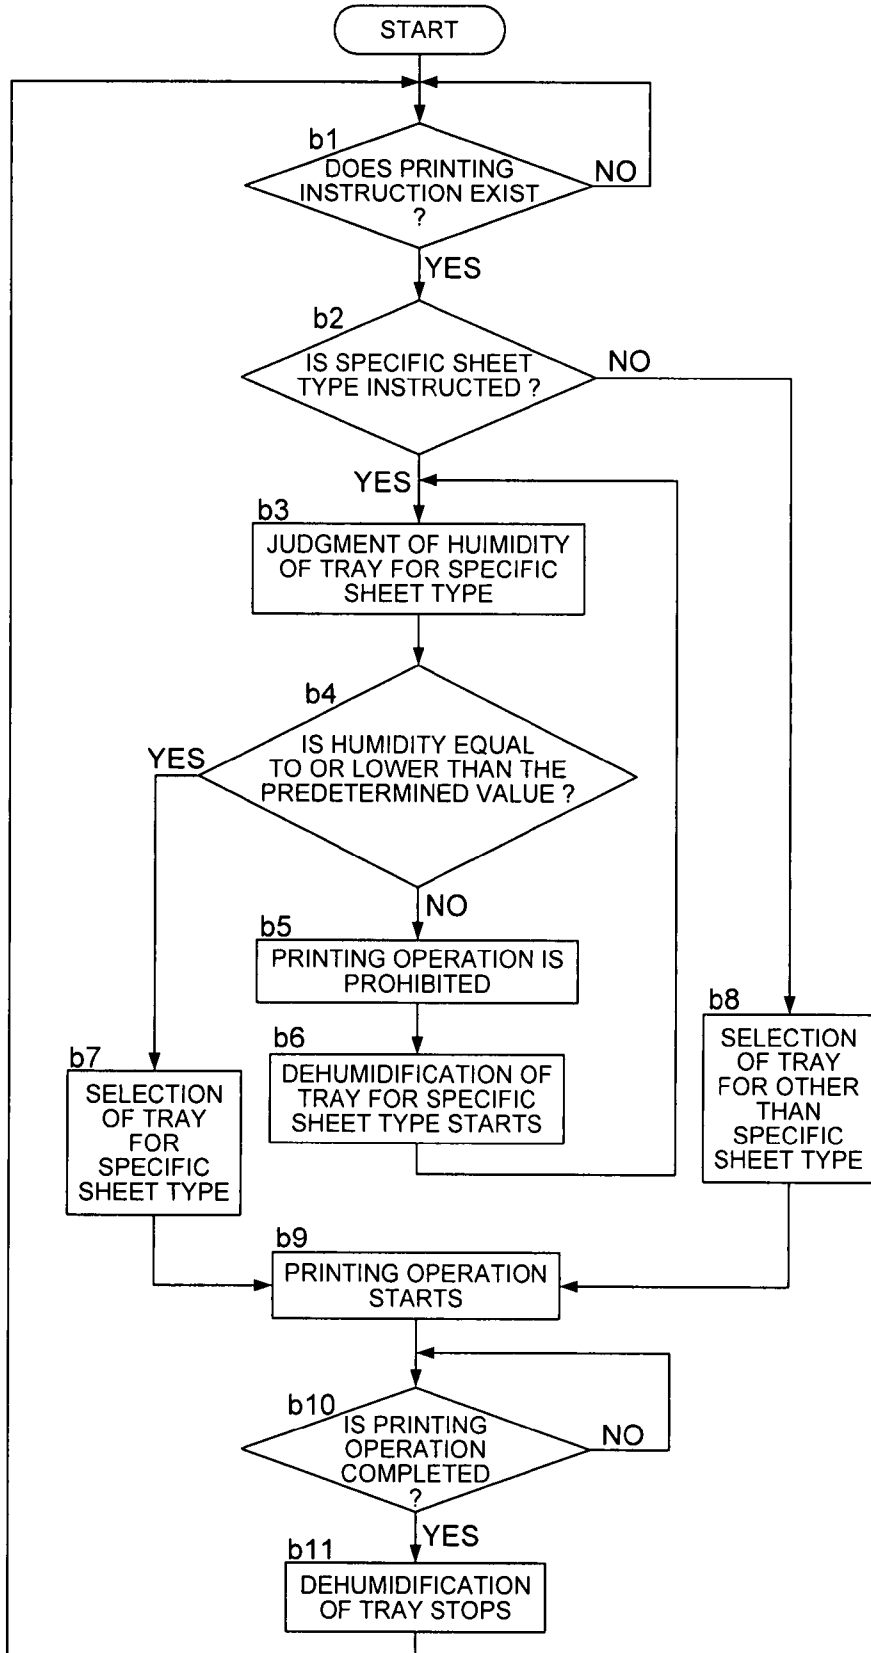 START
b1
DOES PRINTING
INSTRUCTION EXIST
?
NO
YES
b2
IS SPECIFIC SHEET
TYPE INSTRUCTED ?
NO
YES
b3
JUDGMENT OF HUIMIDITY
OF TRAY FOR SPECIFIC
SHEET TYPE
b4
IS HUMIDITY EQUAL
TO OR LOWER THAN THE
PREDETERMINED VALUE ?
YES
NO
b5
PRINTING OPERATION IS
PROHIBITED
b6
DEHUMIDIFICATION OF
TRAY FOR SPECIFIC
SHEET TYPE STARTS
b7
SELECTION
OF TRAY
FOR
SPECIFIC
SHEET TYPE
b8
SELECTION
OF TRAY
FOR OTHER
THAN
SPECIFIC
SHEET TYPE
b9
PRINTING OPERATION
STARTS
b10
IS PRINTING
OPERATION
COMPLETED
?
NO
YES
b11
DEHUMIDIFICATION
OF TRAY STOPS